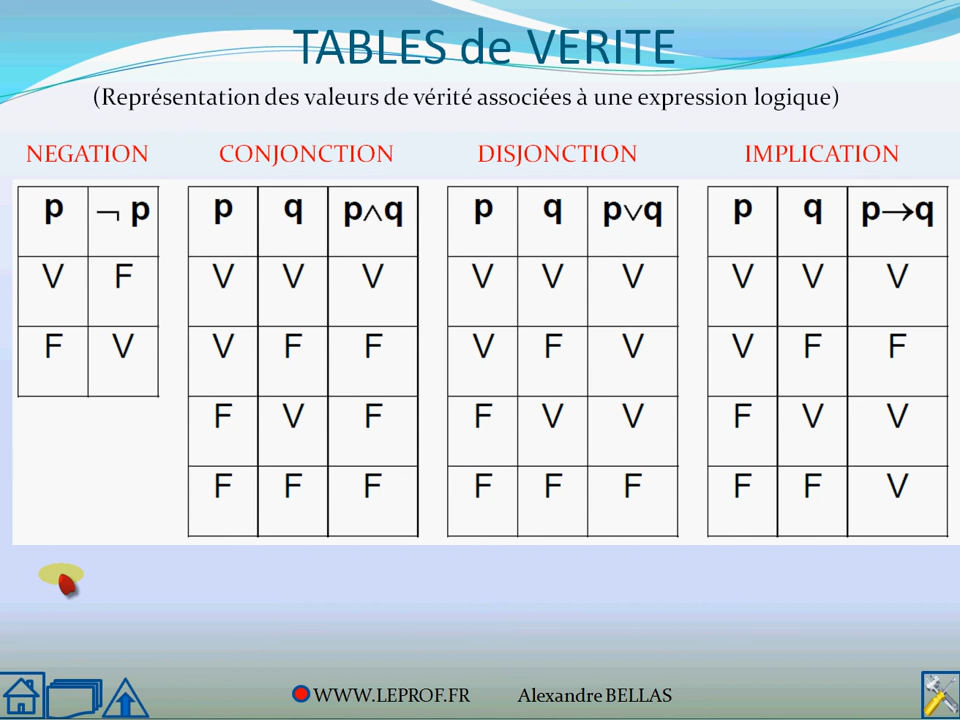 TABLES de VERITE
(Représentation des valeurs de vérité associées à une expression logique)
NEGATION CONJONCTION DISJONCTION IMPLICATION
p ¬ p p q p∧q p q p∨q p q p→q
V F V V V V V V V V V
F V V F F V F V V F F
F V F F V V F V V
F F F F F F F F V
WWW.LEPROF.FR Alexandre BELLAS